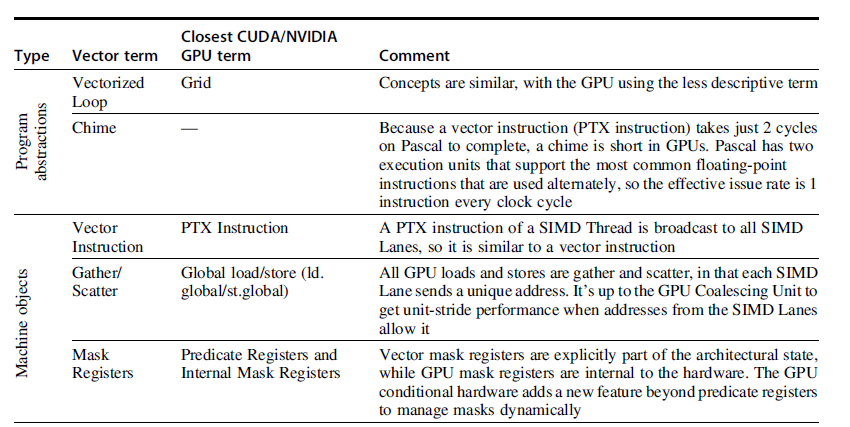 Closest CUDA/NVIDIA
Type Vector term GPU term Comment
Program
abstractions
Vectorized Grid Concepts are similar, with the GPU using the less descriptive term
Loop
Chime — Because a vector instruction (PTX instruction) takes just 2 cycles
on Pascal to complete, a chime is short in GPUs. Pascal has two
execution units that support the most common floating-point
instructions that are used alternately, so the effective issue rate is 1
instruction every clock cycle
Machine objects
Vector PTX Instruction A PTX instruction of a SIMD Thread is broadcast to all SIMD
Instruction Lanes, so it is similar to a vector instruction
Gather/ Global load/store (ld. All GPU loads and stores are gather and scatter, in that each SIMD
Scatter global/st.global) Lane sends a unique address. It’s up to the GPU Coalescing Unit to
get unit-stride performance when addresses from the SIMD Lanes
allow it
Mask Predicate Registers and Vector mask registers are explicitly part of the architectural state,
Registers Internal Mask Registers while GPU mask registers are internal to the hardware. The GPU
conditional hardware adds a new feature beyond predicate registers
to manage masks dynamically